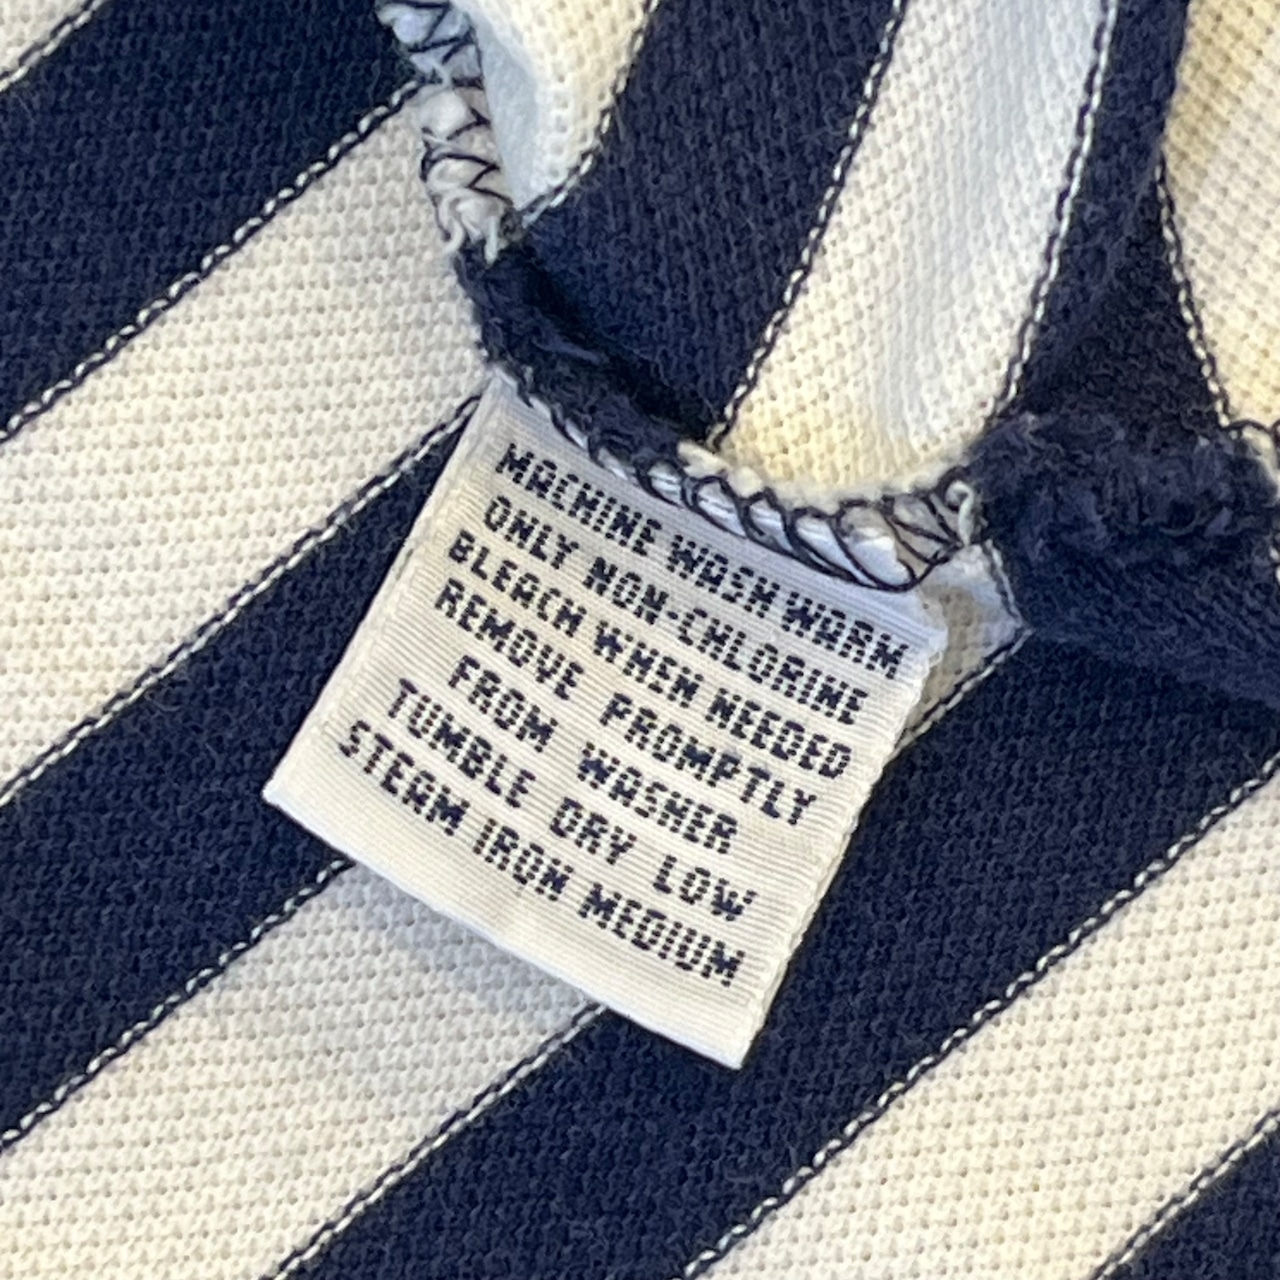 MACHINE WASH WARM
ONLY NON-CHLORINE
BLEACH WHEN NEEDED
REMOVE PROMPTLY
FROM WASHER
TUMBLE DRY LOW
STEAM IRON MEDIUM